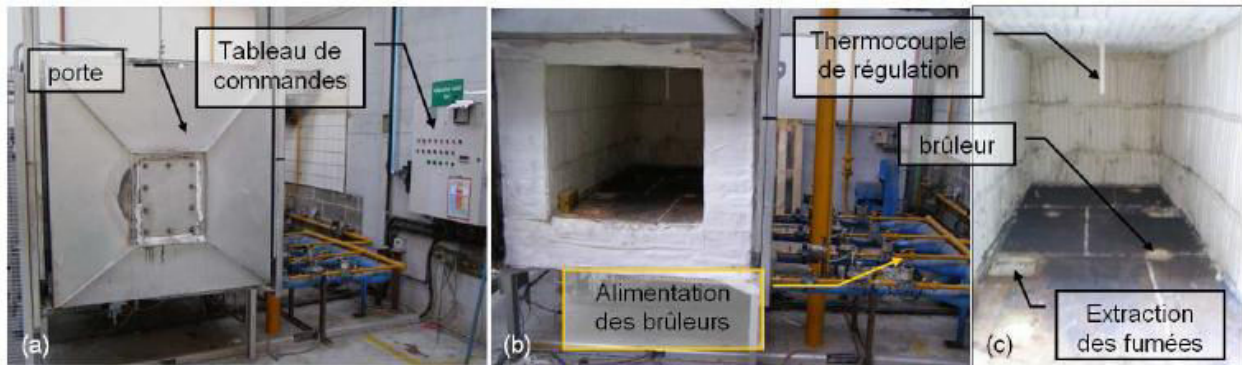 porte
Tableau de
commandes
(a)
Alimentation
des brûleurs
(b)
Thermocouple
de régulation
brûleur
Extraction
des fumées
(c)